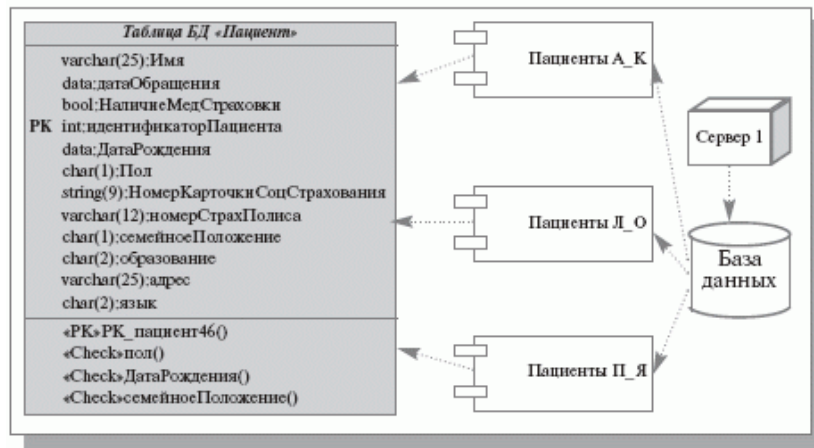 Таблица БД «Пациент»
varchar(25):Имя
data:датаОбращения
bool:НаличиеМедСтраховки
PK int:идентификаторПациента
data:ДатаРождения
char(1):Пол
string(9):НомерКарточкиСоцСтрахования
varchar(12):номерСтрахПолиса
char(1):семейноеПоложение
char(2):образование
varchar(25):адрес
char(2):язык
«PK»PK_пациент46()
«Check»пол()
«Check»ДатаРождения()
«Check»семейноеПоложение()
Пациенты А_К
Пациенты Л_О
Пациенты П_Я
Сервер 1
База
данных